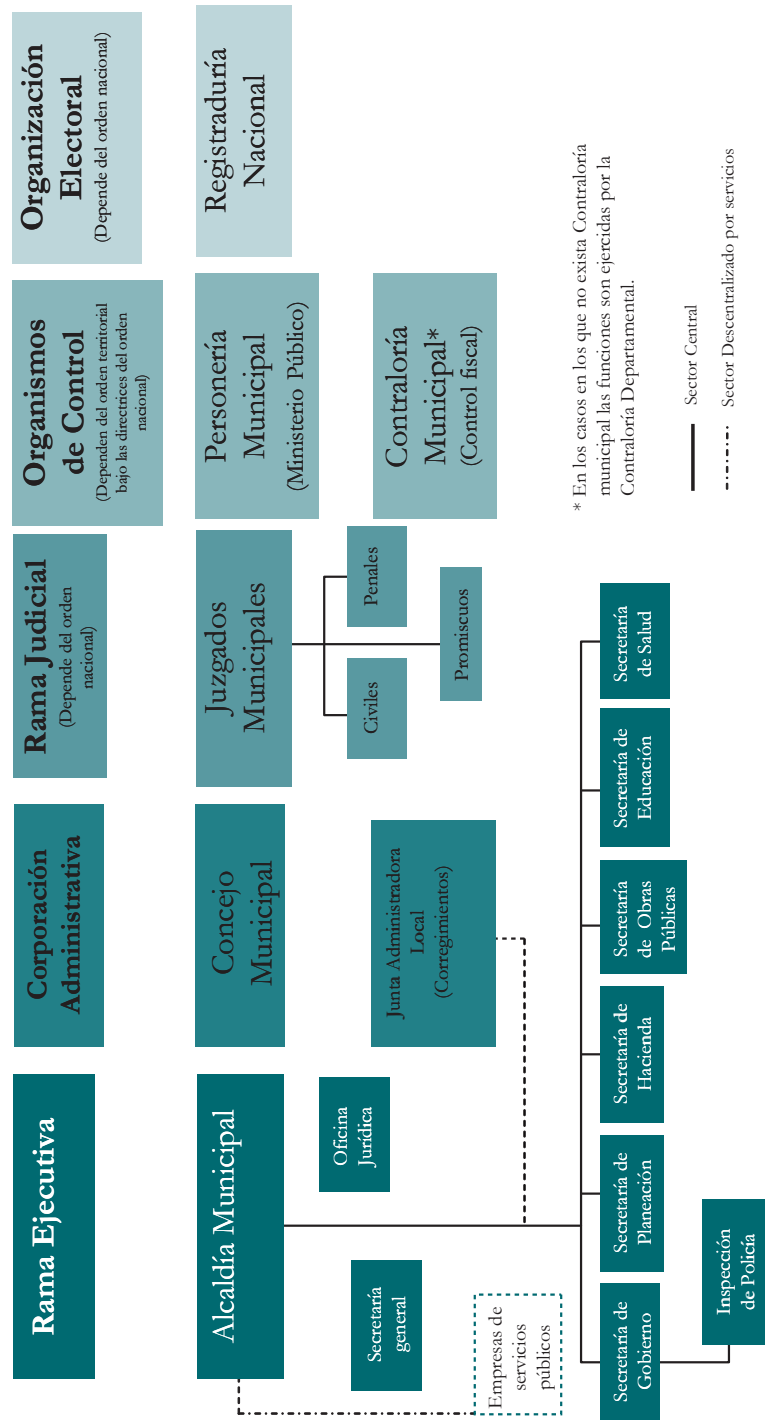 Rama Ejecutiva
Corporación
Administrativa
Rama Judicial
(Depende del orden
nacional)
Organismos
de Control
(Dependen del orden territorial
bajo las directrices del orden
nacional)
Organización
Electoral
(Depende del orden nacional)
Alcaldía Municipal
Concejo
Municipal
Juzgados
Municipales
Personería
Municipal
(Ministerio Público)
Registraduría
Nacional
Secretaría
general
Oficina
Jurídica
Junta Administradora
Local
(Corregimientos)
Civiles
Penales
Promiscuos
Contraloría
Municipal*
(Control fiscal)
Empresas de
servicios
públicos
Secretaría de
Gobierno
Secretaría de
Planeación
Secretaría de
Hacienda
Secretaría
de Obras
Públicas
Secretaría de
Educación
Secretaría
de Salud
Inspección
de Policía
* En los casos en los que no exista Contraloría
municipal las funciones son ejercidas por la
Contraloría Departamental.
Sector Central
Sector Descentralizado por servicios